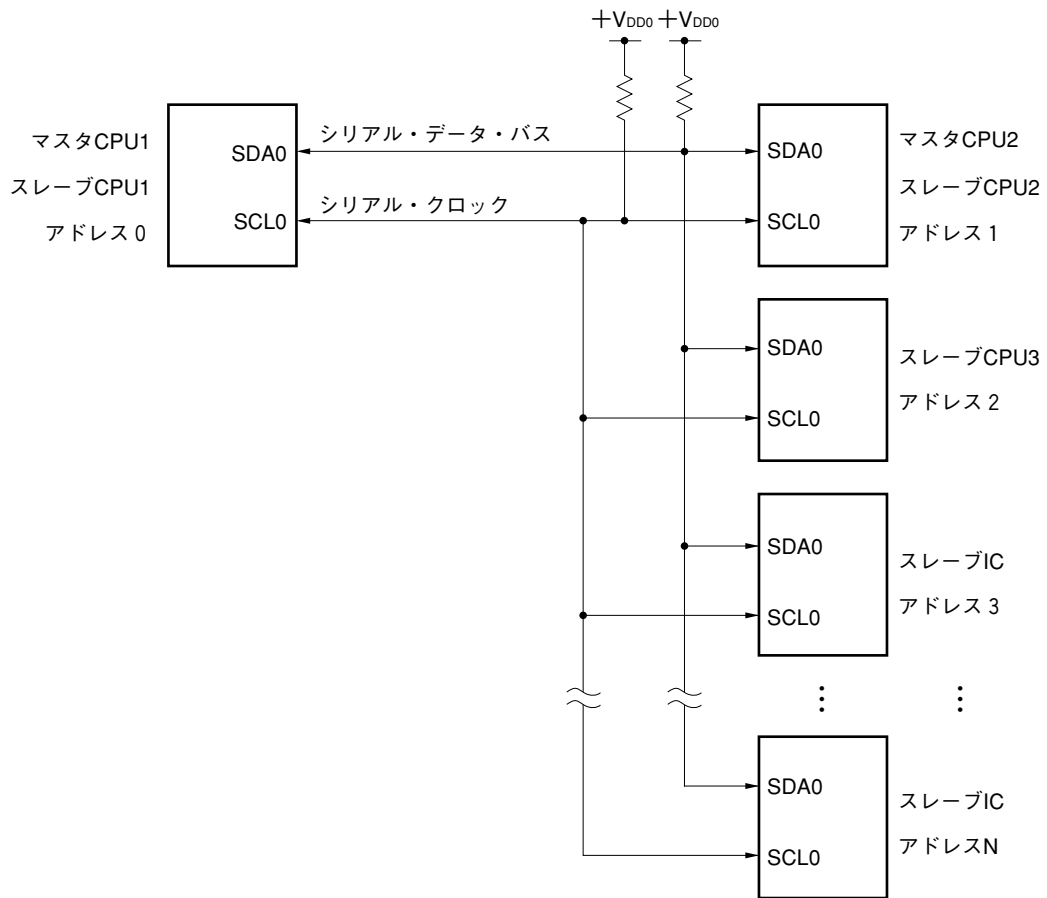 +VDD0 +VDD0
マスタCPU1
スレーブCPU1
アドレス0
SDA0
SCL0
シリアル・データ・バス
シリアル・クロック
SDA0
SCL0
マスタCPU2
スレーブCPU2
アドレス1
SDA0
SCL0
スレーブCPU3
アドレス2
SDA0
SCL0
スレーブIC
アドレス3
SDA0
SCL0
スレーブIC
アドレスN